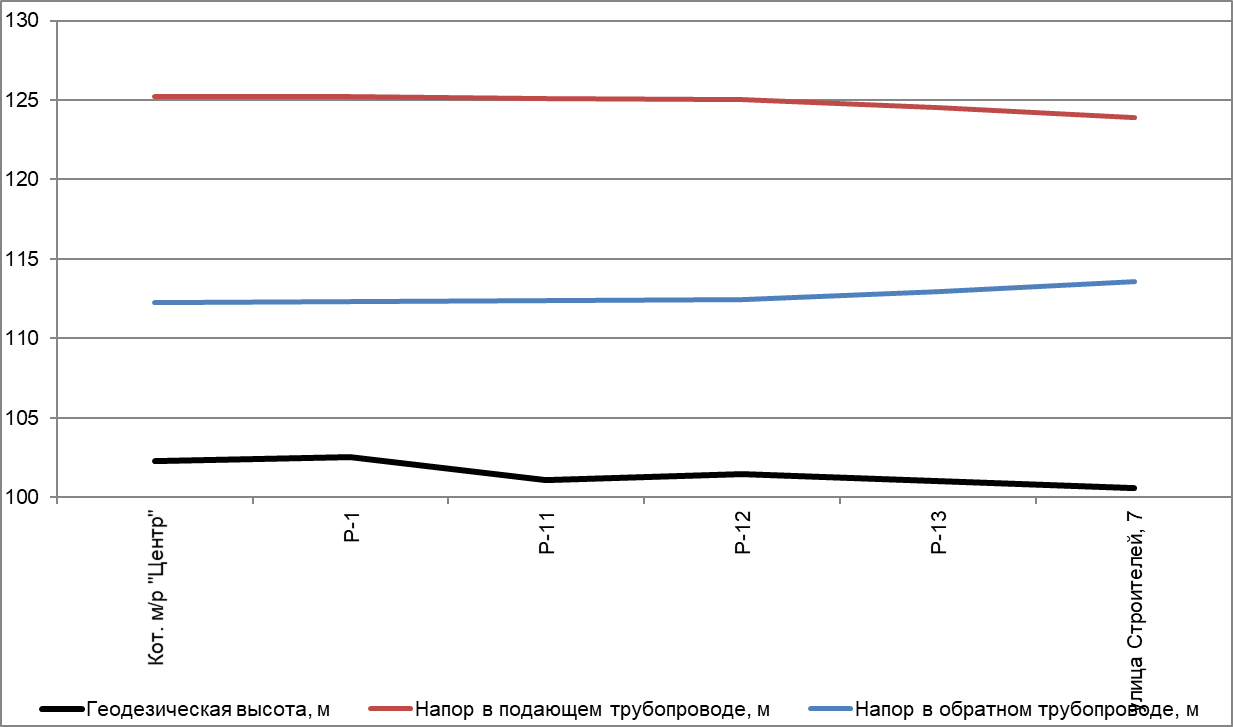 130
125
120
115
110
105
100
Кот. м/р "Центр"
Р-1
Р-11
Р-12
Р-13
улица Строителей, 7
Геодезическая высота, м
Напор в подающем трубопроводе, м
Напор в обратном трубопроводе, м